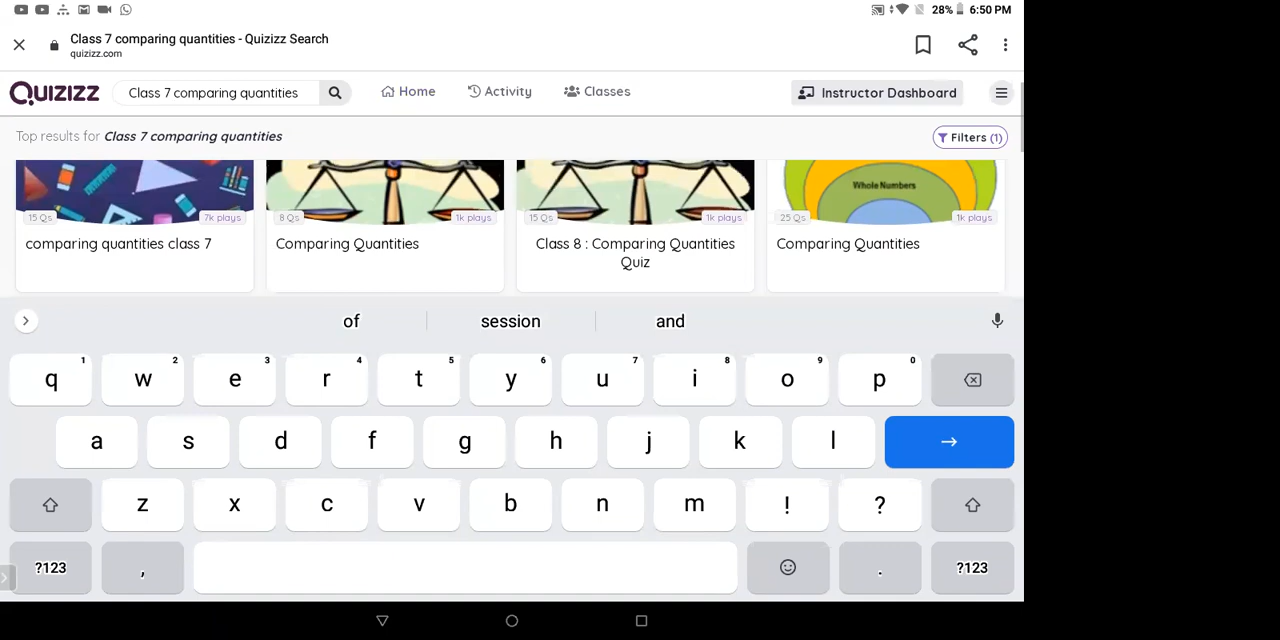 28% 6:50 PM
Class 7 comparing quantities - Quizizz Search
quizizz.com
QUIZIZZ Class 7 comparing quantities Home Activity Classes Instructor Dashboard
Top results for Class 7 comparing quantities Filters (1)
Whole Numbers
15 Qs 7k plays 8 Qs 1k plays 15 Qs 1k plays 25 Qs 1k plays
comparing quantities class 7 Comparing Quantities Class 8 : Comparing Quantities Comparing Quantities
Quiz
of session and
1 2 3 4 5 6 7 8 9 0
q w e r t y u i o p
a s d f g h j k l
z x c v b n m ! ?
?123 , . ?123